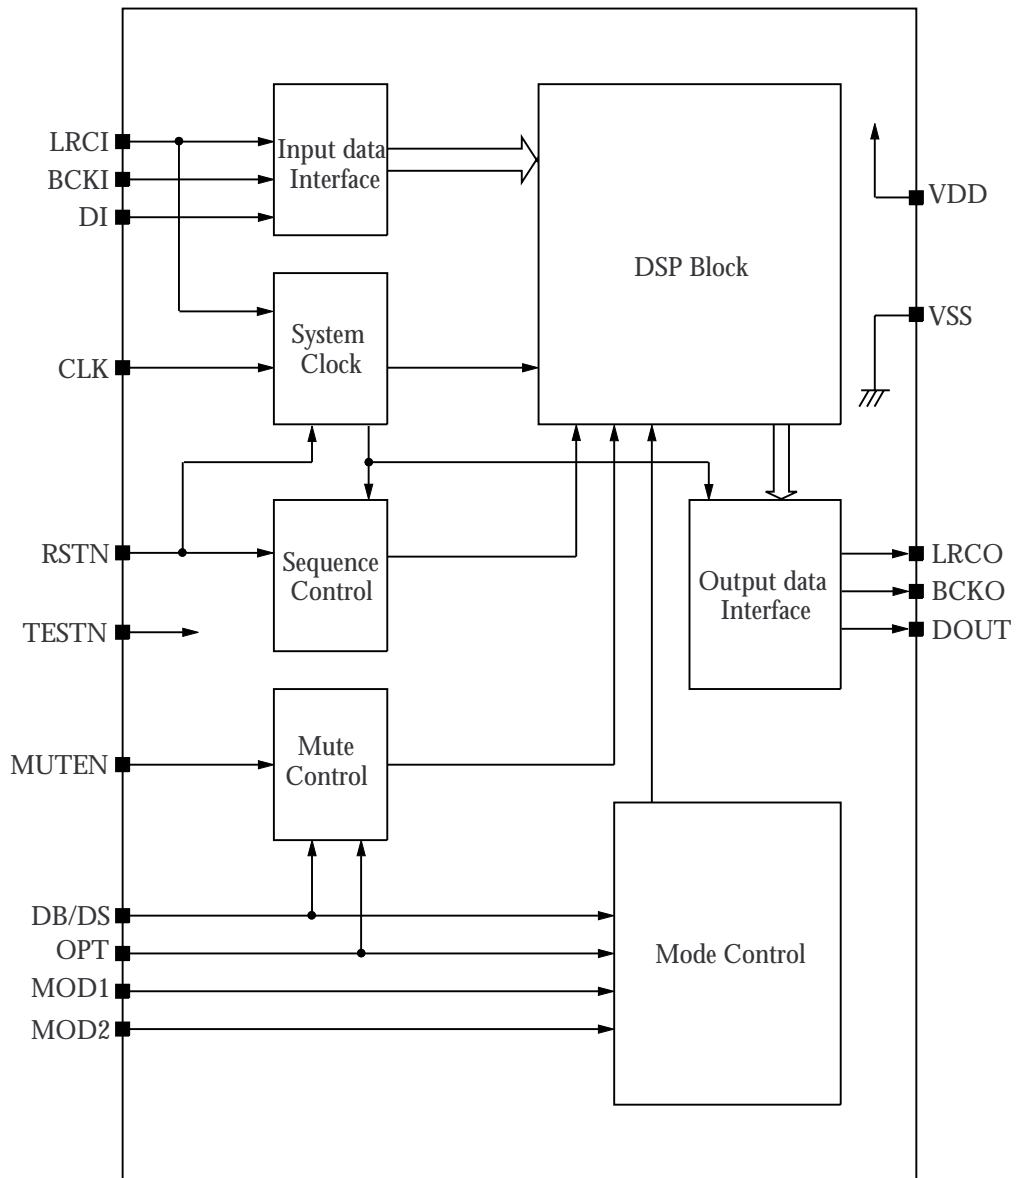 LRCI
BCKI
DI
Input data
Interface
DSP Block
VDD
VSS
System
Clock
CLK
RSTN
Sequence
Control
TESTN
Output data
Interface
LRCO
BCKO
DOUT
MUTEN
Mute
Control
DB/DS
OPT
MOD1
MOD2
Mode Control